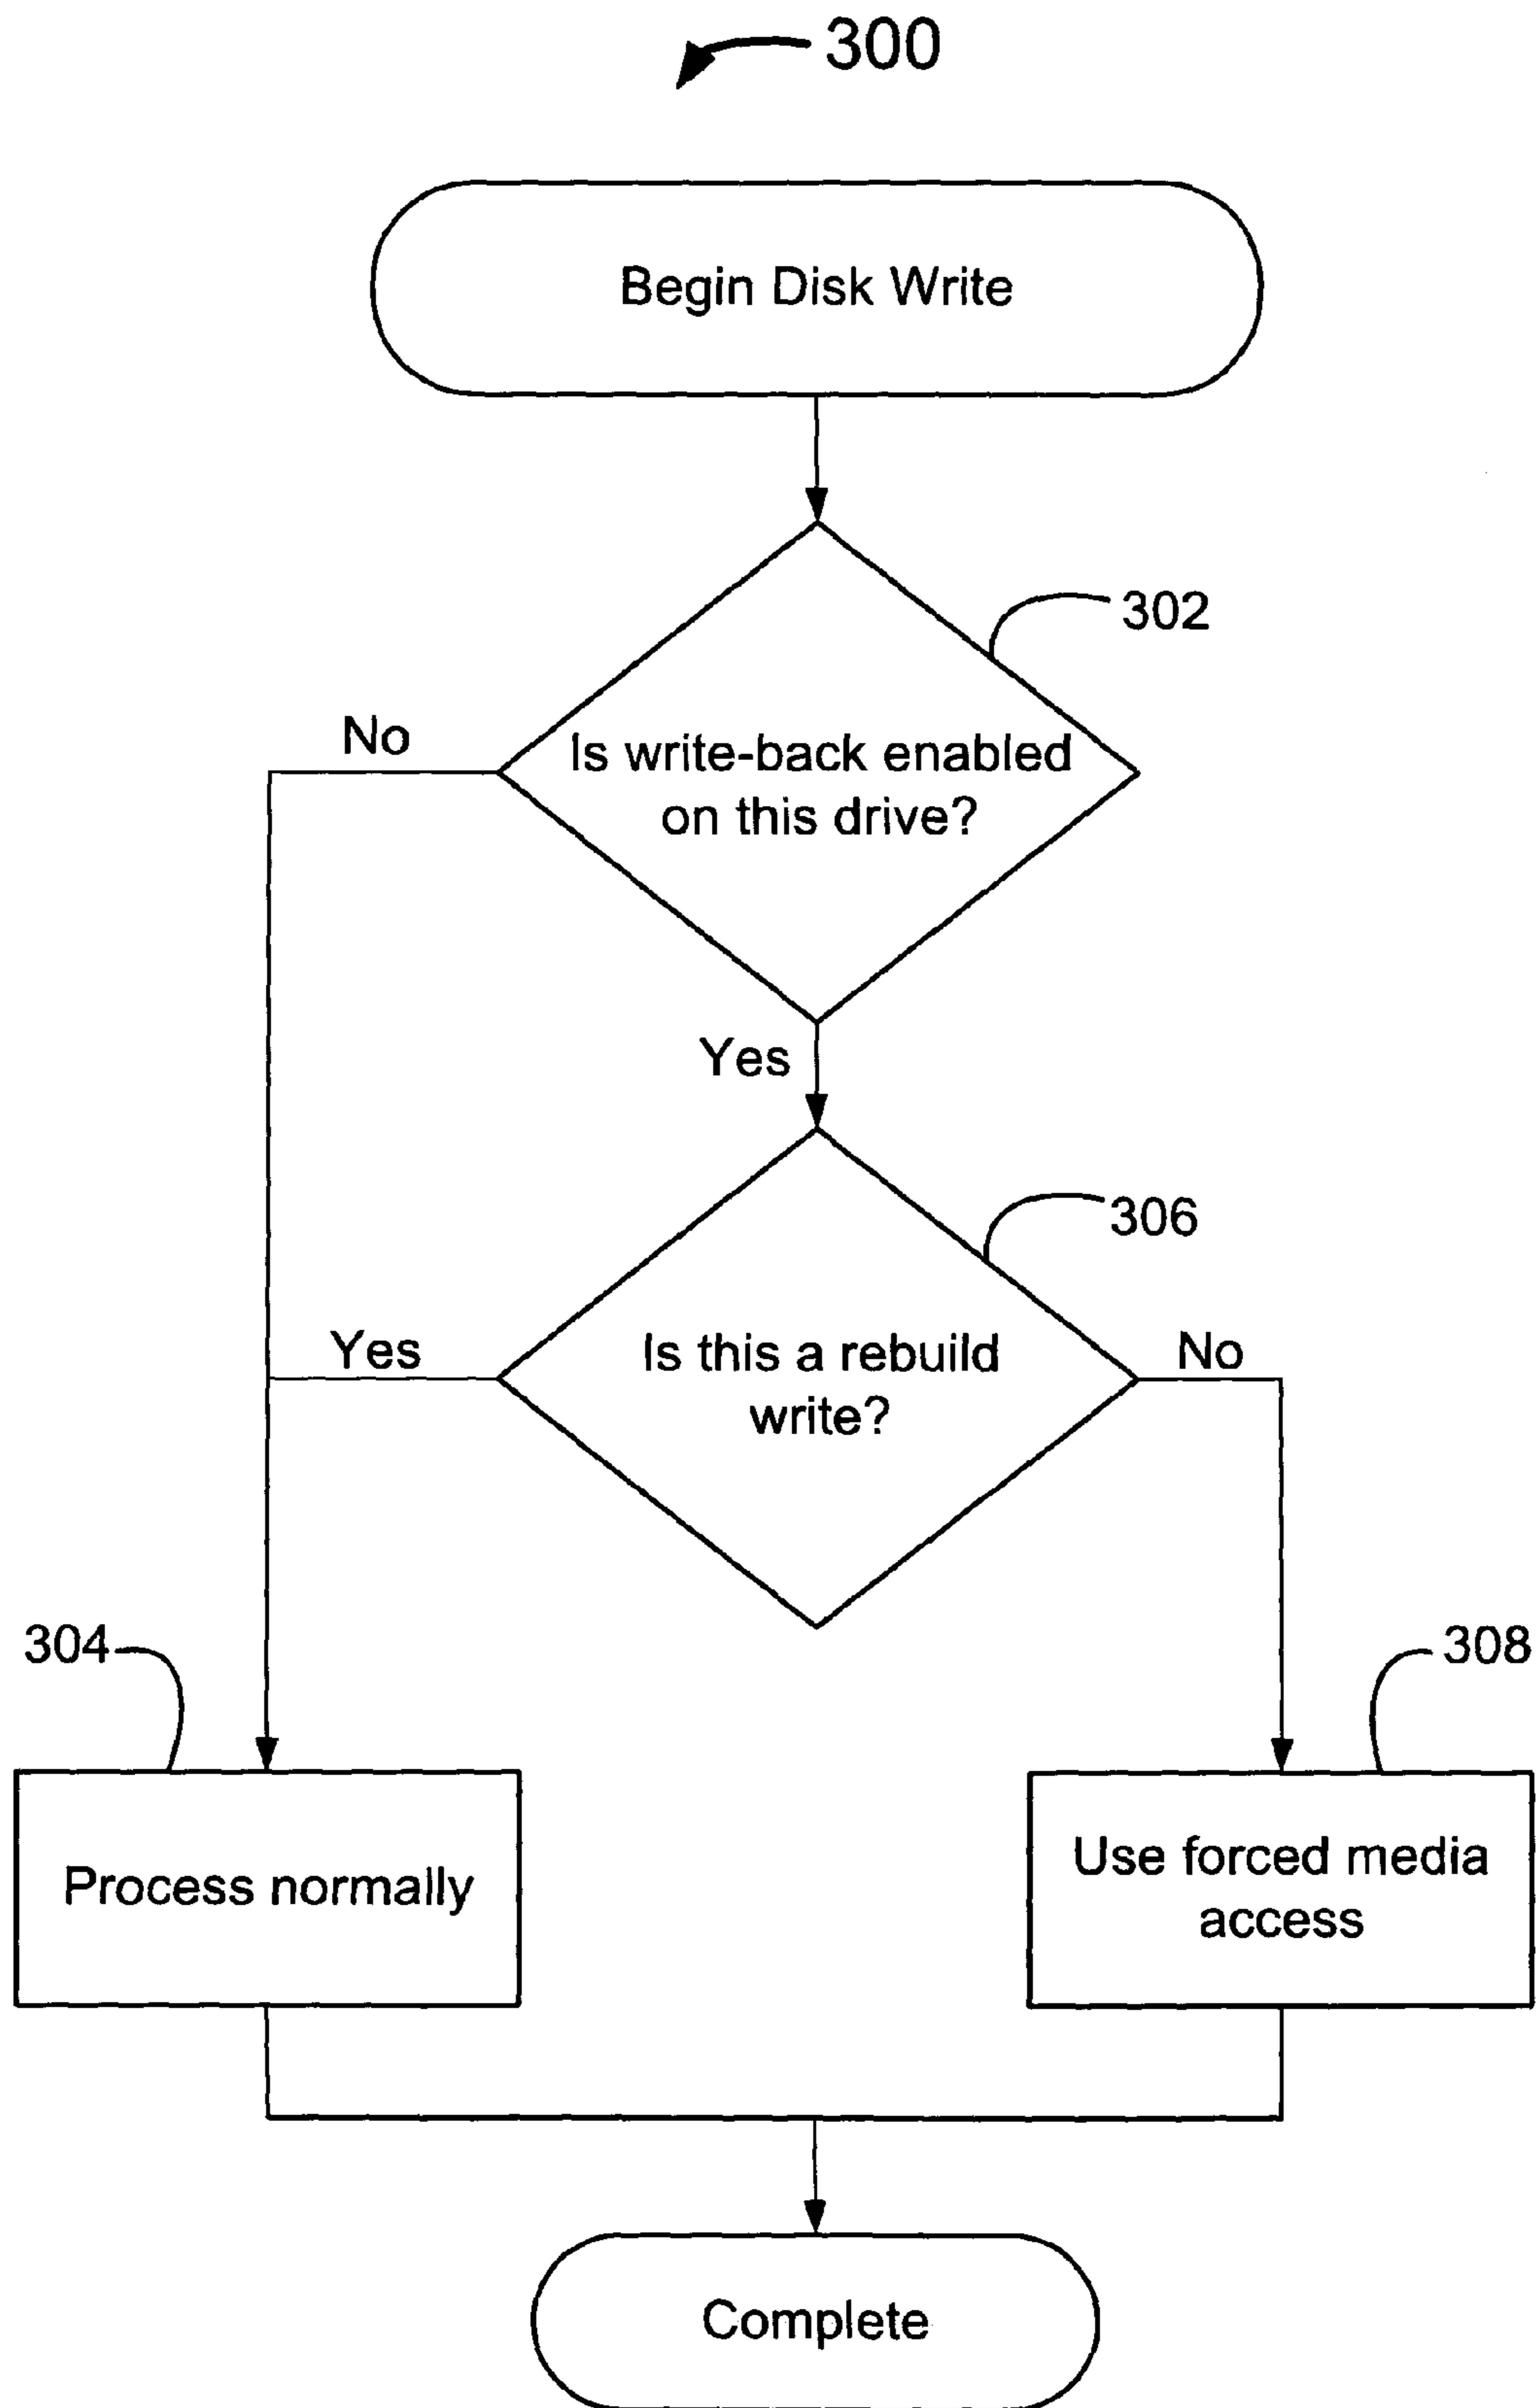 300
Begin Disk Write
302
No
Is write-back enabled
on this drive?
Yes
306
Yes
Is this a rebuild
write?
No
304
308
Process normally
Use forced media
access
Complete